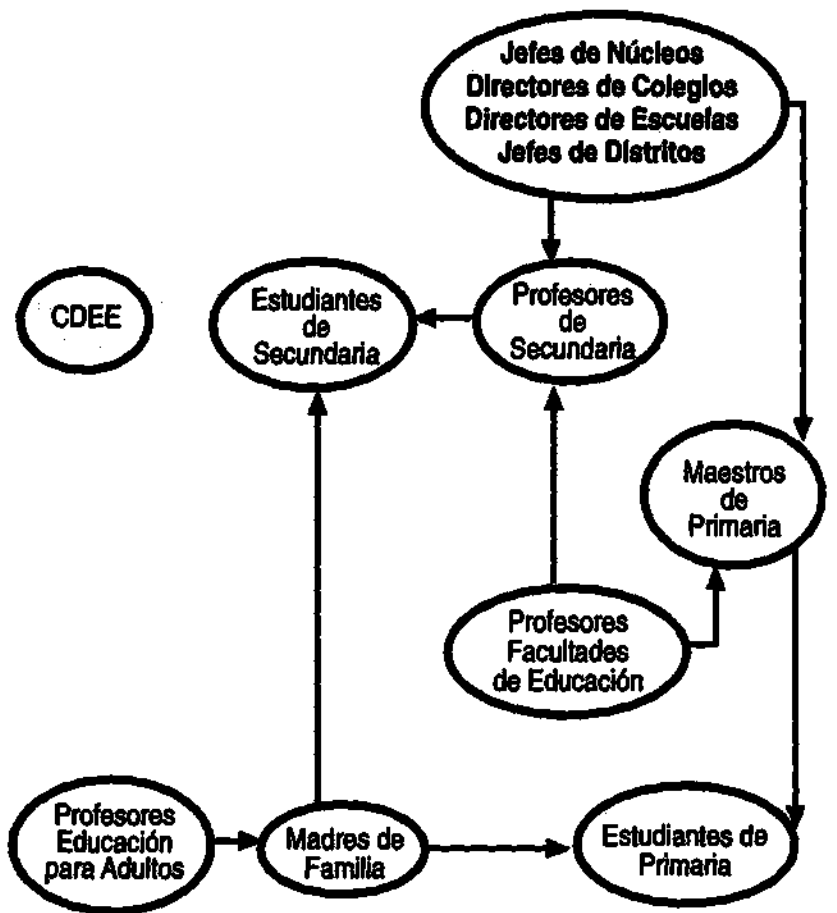 Jefes de Núcleos
Directores de Colegios
Directores de Escuelas
Jefes de Distritos
CDEE
Estudiantes
de
Secundaria
Profesores
de
Secundaria
Maestros
de
Primaria
Profesores
Facultades
de Educación
Profesores
Educación
para Adultos
Madres de
Familia
Estudiantes de
Primaria